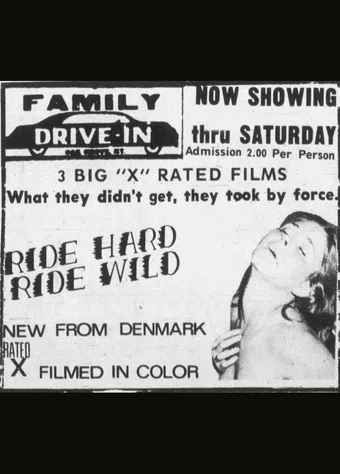 FAMILY
DRIVE-IN
NOW SHOWING
thru SATURDAY
Admission 2.00 Per Person
3 BIG "X" RATED FILMS
What they didn't get, they took by force.
RIDE HARD
RIDE WILD
NEW FROM DENMARK
RATED
X FILMED IN COLOR